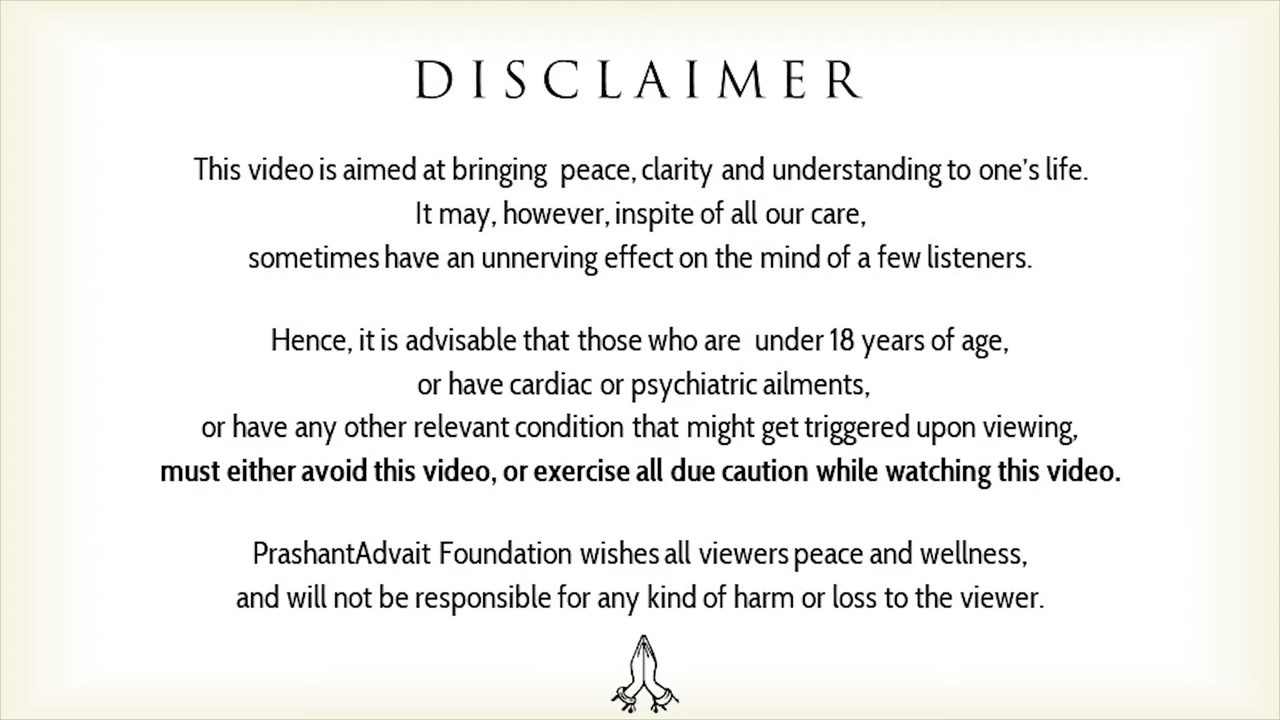 DISCLAIMER
This video is aimed at bringing peace, clarity and understanding to one's life.
It may, however, inspite of all our care,
sometimes have an unnerving effect on the mind of a few listeners.
Hence, it is advisable that those who are under 18 years of age,
or have cardiac or psychiatric ailments,
or have any other relevant condition that might get triggered upon viewing,
must either avoid this video, or exercise all due caution while watching this video.
PrashantAdvait Foundation wishes all viewers peace and wellness,
and will not be responsible for any kind of harm or loss to the viewer.